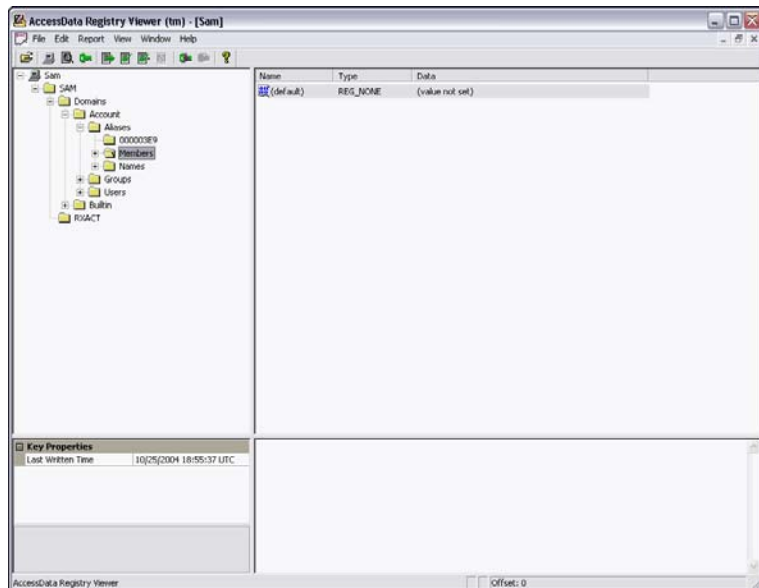 AccessData Registry Viewer (tm) - [Sam]
File Edit Report View Window Help
Sam
SAM
Domains
Account
Aliases
000003E9
Members
Names
Groups
Users
Builtin
RXACT
Name Type Data
(default) REG_NONE (value not set)
Key Properties
Last Written Time 10/25/2004 18:55:37 UTC
AccessData Registry Viewer Offset: 0